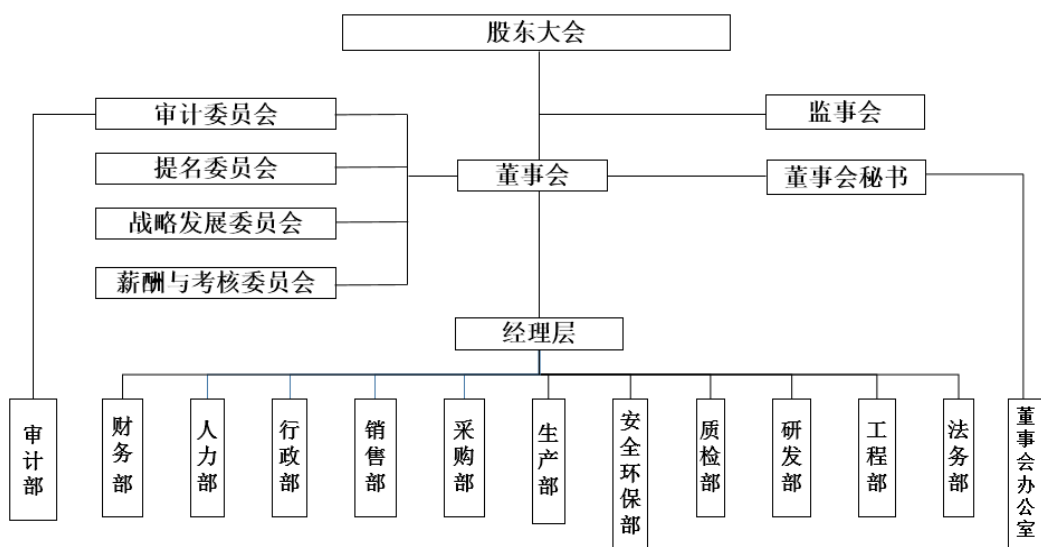 股东大会
审计委员会
监事会
提名委员会
董事会
董事会秘书
战略发展委员会
薪酬与考核委员会
经理层
审计部
财务部
人力部
行政部
销售部
采购部
生产部
安全环保部
质检部
研发部
工程部
法务部
董事会办公室